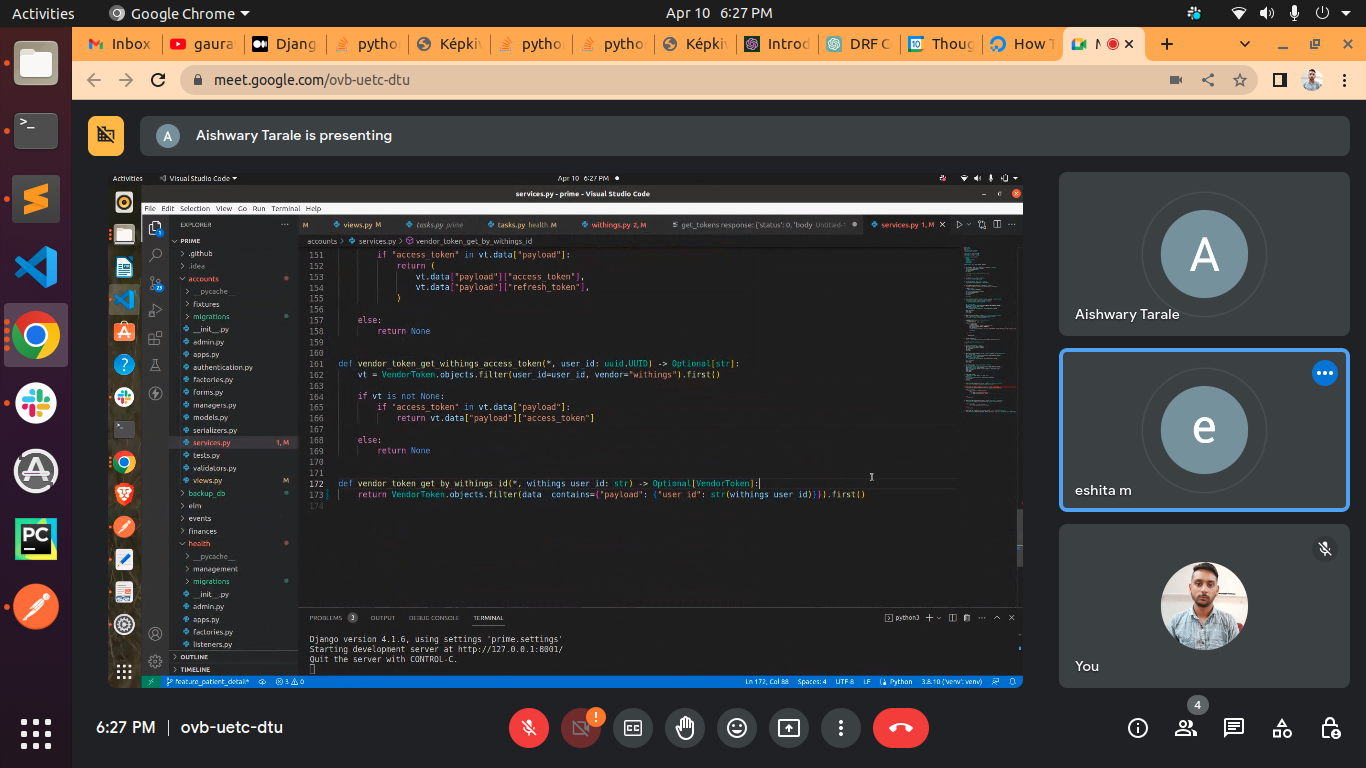 Activities
Google Chrome
Apr 10 6:27 PM
Inbox
gaura
Djang
pytho
Képki
pytho
pytho
Képki
Introd
DRF C
Thoug
How T
meet.google.com/ovb-uetc-dtu
A
Aishwary Tarale is presenting
Activities
Visual Studio Code
Apr 10 6:27 PM
services.py - prime - Visual Studio Code
File Edit Selection View Go Run Terminal Help
EXPLORER
M
views.py M
tasks.py prime
tasks.py health M
withings.py 2, M
get_tokens response: {'status': 0, 'body Untitled-1
services.py 1, M
PRIME
accounts > services.py > vendor_token_get_by_withings_id
.github
.idea
accounts
__pycache__
fixtures
migrations
__init__.py
admin.py
apps.py
authentication.py
factories.py
forms.py
managers.py
models.py
serializers.py
services.py 1, M
tests.py
validators.py
views.py M
backup_db
elm
events
finances
health
__pycache__
management
migrations
__init__.py
admin.py
apps.py
factories.py
listeners.py
OUTLINE
TIMELINE
151 if "access_token" in vt.data["payload"]:
152 return (
153 vt.data["payload"]["access_token"],
154 vt.data["payload"]["refresh_token"],
155 )
156
157 else:
158 return None
159
160
161 def vendor_token_get_withings_access_token(*, user_id: uuid.UUID) -> Optional[str]:
162 vt = VendorToken.objects.filter(user_id=user_id, vendor="withings").first()
163
164 if vt is not None:
165 if "access_token" in vt.data["payload"]:
166 return vt.data["payload"]["access_token"]
167
168 else:
169 return None
170
171
172 def vendor_token_get_by_withings_id(*, withings_user_id: str) -> Optional[VendorToken]:
173 return VendorToken.objects.filter(data__contains={"payload": {"user_id": str(withings_user_id)}}).first()
174
PROBLEMS 3
OUTPUT
DEBUG CONSOLE
TERMINAL
python3
Django version 4.1.6, using settings 'prime.settings'
Starting development server at http://127.0.0.1:8001/
Quit the server with CONTROL-C.
feature_patient_detail*
3 0
Ln 172, Col 88
Spaces: 4
UTF-8
LF
Python
3.8.10 ('venv': venv)
A
Aishwary Tarale
e
eshita m
You
6:27 PM | ovb-uetc-dtu
4